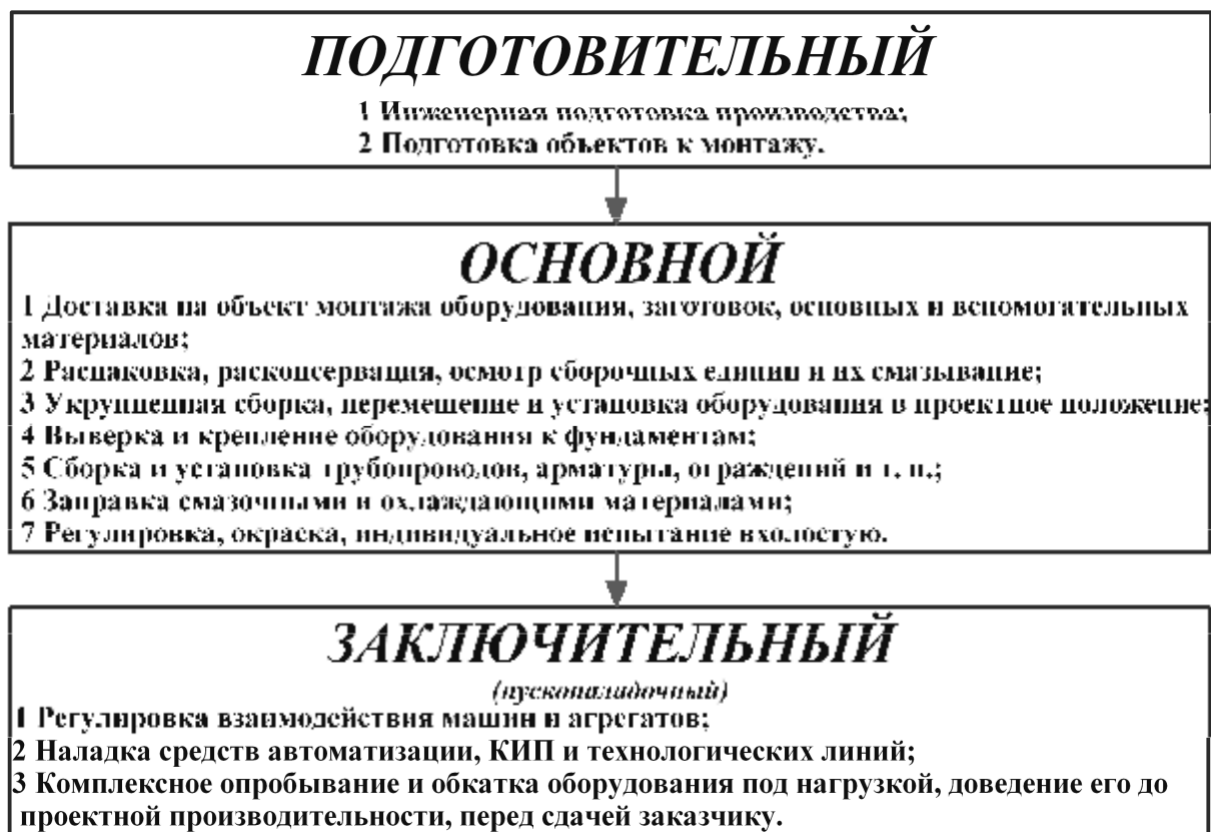 ПОДГОТОВИТЕЛЬНЫЙ
1 Инженерная подготовка производства;
2 Подготовка объектов к монтажу.
ОСНОВНОЙ
1 Доставка на объект монтажа оборудования, заготовок, основных и вспомогательных
материалов;
2 Распаковка, расконсервация, осмотр сборочных единиц и их смазывание;
3 Укрупненная сборка, перемещение и установка оборудования в проектное положение;
4 Выверка и крепление оборудования к фундаментам;
5 Сборка и установка трубопроводов, арматуры, ограждений и т. п.;
6 Заправка смазочными и охлаждающими материалами;
7 Регулировка, окраска, индивидуальное испытание вхолостую.
ЗАКЛЮЧИТЕЛЬНЫЙ
(пусконаладочный)
1 Регулировка взаимодействия машин и агрегатов;
2 Наладка средств автоматизации, КИП и технологических линий;
3 Комплексное опробывание и обкатка оборудования под нагрузкой, доведение его до
проектной производительности, перед сдачей заказчику.